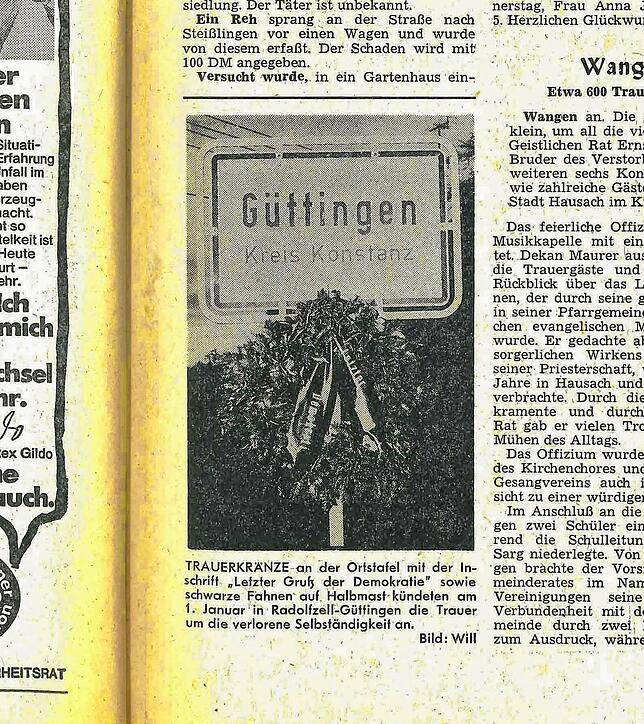 er
en
n
Situati-
Erfahrung
nfall im
aben
rzeug-
nacht.
nt so
telkeit ist
Heute
urt –
ehr.
Ich
mich
chsel
hr.
tex Gildo
ne
auch.
HEITSRAT
siedlung. Der Täter ist unbekannt.
Ein Reh sprang an der Straße nach
Steißlingen vor einen Wagen und wurde
von diesem erfaßt. Der Schaden wird mit
100 DM angegeben.
Versucht wurde, in ein Gartenhaus ein-
Güttingen
Kreis Konstanz
TRAUERKRÄNZE an der Ortstafel mit der In-
schrift „Letzter Gruß der Demokratie" sowie
schwarze Fahnen auf Halbmast kündeten am
1. Januar in Radolfzell-Güttingen die Trauer
um die verlorene Selbständigkeit an.
Bild: Will
nerstag, Frau Anna J
5. Herzlichen Glückwu
Wang
Etwa 600 Trau
Wangen an. Die
klein, um all die vie
Geistlichen Rat Ern
Bruder des Verstorb
weiteren sechs Kon
wie zahlreiche Gäst
Stadt Hausach im K
Das feierliche Offiz
Musikkapelle mit ein
tet. Dekan Maurer aus
die Trauergäste und
Rückblick über das L
nen, der durch seine L
in seiner Pfarrgemein
chen evangelischen M
wurde. Er gedachte ab
sorgerlichen Wirkens
seiner Priesterschaft, v
Jahre in Hausach und
verbrachte. Durch die
kramente und durch
Rat gab er vielen Tro
Mühen des Alltags.
Das Offizium wurde
des Kirchenchores und
Gesangvereins auch i
sicht zu einer würdigen
Im Anschluß an die
gen zwei Schüler ein
rend die Schulleitun
Sarg niederlegte. Von
gen brachte der Vors
meinderates im Nam
Vereinigungen seine
Verbundenheit mit de
meinde durch zwei
zum Ausdruck, währe